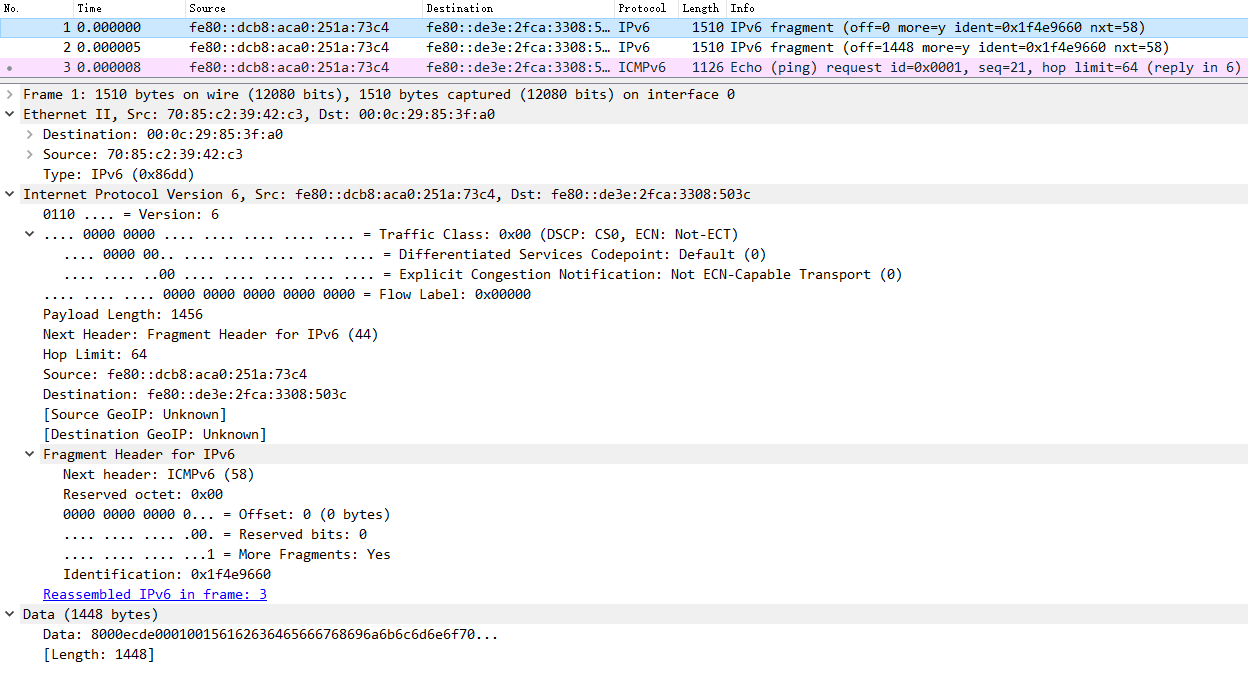 No. Time Source Destination Protocol Length Info
1 0.000000 fe80::dcb8:aca0:251a:73c4 fe80::de3e:2fca:3308:5… IPv6 1510 IPv6 fragment (off=0 more=y ident=0x1f4e9660 nxt=58)
2 0.000005 fe80::dcb8:aca0:251a:73c4 fe80::de3e:2fca:3308:5… IPv6 1510 IPv6 fragment (off=1448 more=y ident=0x1f4e9660 nxt=58)
3 0.000008 fe80::dcb8:aca0:251a:73c4 fe80::de3e:2fca:3308:5… ICMPv6 1126 Echo (ping) request id=0x0001, seq=21, hop limit=64 (reply in 6)
Frame 1: 1510 bytes on wire (12080 bits), 1510 bytes captured (12080 bits) on interface 0
Ethernet II, Src: 70:85:c2:39:42:c3, Dst: 00:0c:29:85:3f:a0
Destination: 00:0c:29:85:3f:a0
Source: 70:85:c2:39:42:c3
Type: IPv6 (0x86dd)
Internet Protocol Version 6, Src: fe80::dcb8:aca0:251a:73c4, Dst: fe80::de3e:2fca:3308:503c
0110 .... = Version: 6
.... 0000 0000 .... .... .... .... .... = Traffic Class: 0x00 (DSCP: CS0, ECN: Not-ECT)
.... 0000 00.. .... .... .... .... .... = Differentiated Services Codepoint: Default (0)
.... .... ..00 .... .... .... .... .... = Explicit Congestion Notification: Not ECN-Capable Transport (0)
.... .... .... 0000 0000 0000 0000 0000 = Flow Label: 0x00000
Payload Length: 1456
Next Header: Fragment Header for IPv6 (44)
Hop Limit: 64
Source: fe80::dcb8:aca0:251a:73c4
Destination: fe80::de3e:2fca:3308:503c
[Source GeoIP: Unknown]
[Destination GeoIP: Unknown]
Fragment Header for IPv6
Next header: ICMPv6 (58)
Reserved octet: 0x00
0000 0000 0000 0... = Offset: 0 (0 bytes)
.... .... .... .00. = Reserved bits: 0
.... .... .... ...1 = More Fragments: Yes
Identification: 0x1f4e9660
Reassembled IPv6 in frame: 3
Data (1448 bytes)
Data: 8000ecde000100156162636465666768696a6b6c6d6e6f70...
[Length: 1448]